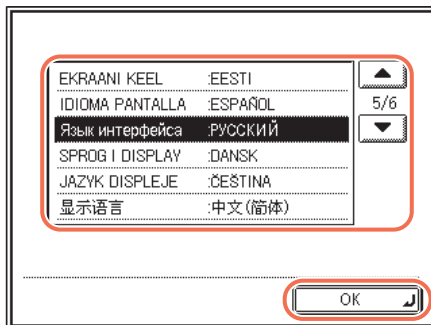 EKRAANI KEEL :EESTI
IDIOMA PANTALLA :ESPAÑOL
5/6
Язык интерфейса :РУССКИЙ
SPROG I DISPLAY :DANSK
JAZYK DISPLEJE :ČEŠTINA
显示语言 :中文(简体)
OK